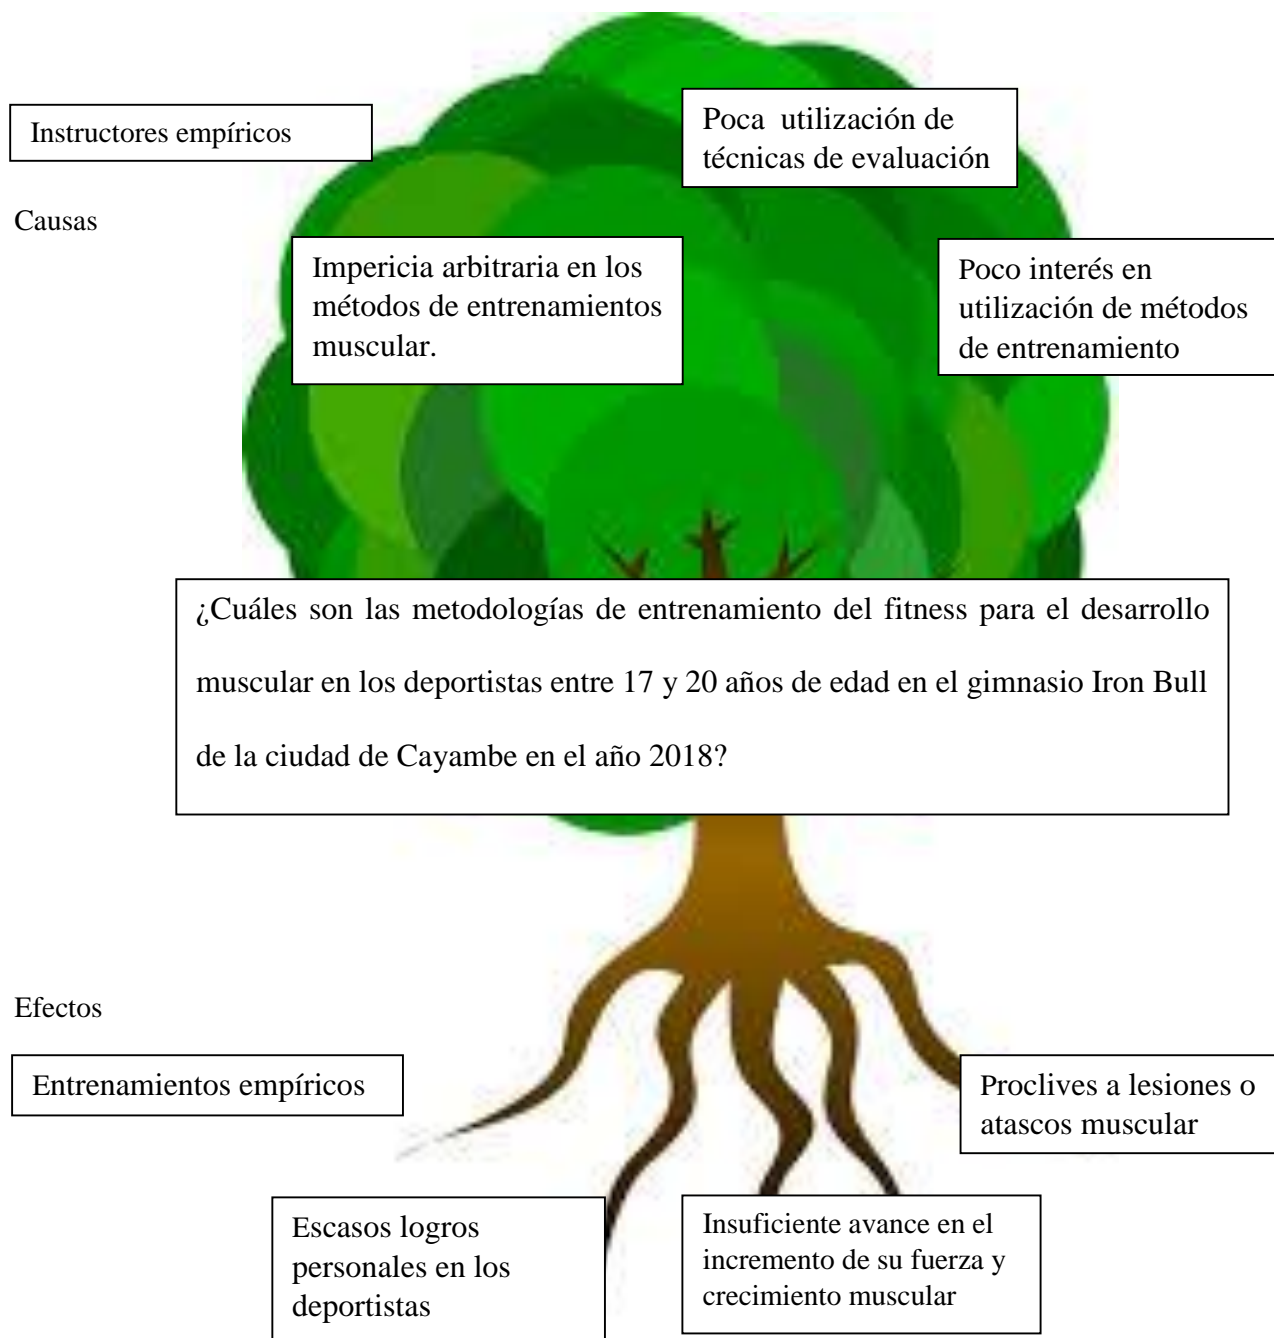 Instructores empíricos
Poca utilización de
técnicas de evaluación
Causas
Impericia arbitraria en los
métodos de entrenamientos
muscular.
Poco interés en
utilización de métodos
de entrenamiento
¿Cuáles son las metodologías de entrenamiento del fitness para el desarrollo
muscular en los deportistas entre 17 y 20 años de edad en el gimnasio Iron Bull
de la ciudad de Cayambe en el año 2018?
Efectos
Entrenamientos empíricos
Proclives a lesiones o
atascos muscular
Escasos logros
personales en los
deportistas
Insuficiente avance en el
incremento de su fuerza y
crecimiento muscular